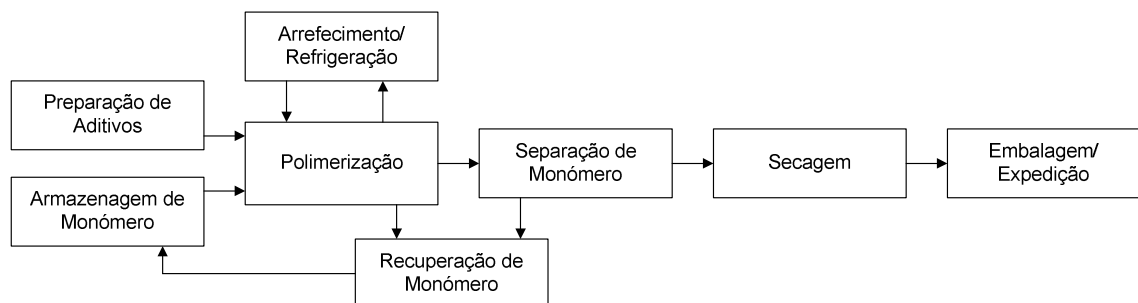 Arrefecimento/
Refrigeração
Preparação de
Aditivos
Polimerização
Separação de
Monómero
Secagem
Embalagem/
Expedição
Armazenagem de
Monómero
Recuperação de
Monómero